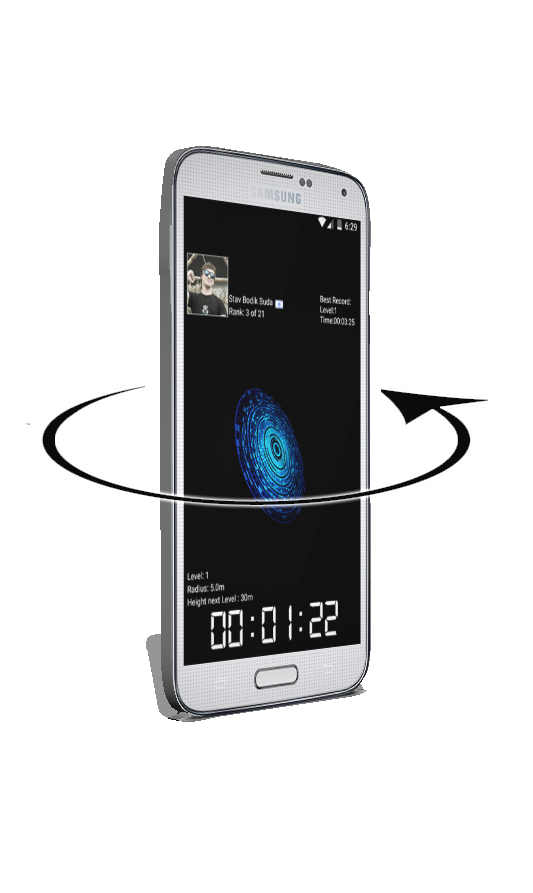 SAMSUNG
6:29
Stav Bodik Buda
Rank: 3 of 21
Best Record:
Level:1
Time:00:03:25
Level: 1
Radius: 5.0m
Height next Level : 30m
00:01:22